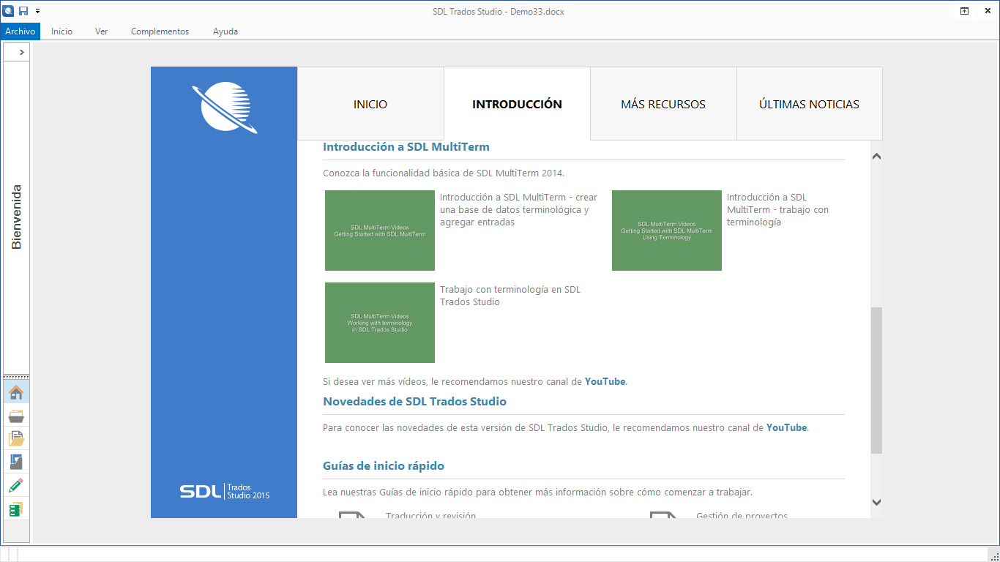 SDL Trados Studio - Demo33.docx
Archivo Inicio Ver Complementos Ayuda
Bienvenida
INICIO INTRODUCCIÓN MÁS RECURSOS ÚLTIMAS NOTICIAS
Introducción a SDL MultiTerm
Conozca la funcionalidad básica de SDL MultiTerm 2014.
SDL MultiTerm Videos
Getting Started with SDL MultiTerm
Introducción a SDL MultiTerm - crear
una base de datos terminológica y
agregar entradas
SDL MultiTerm Videos
Getting Started with SDL MultiTerm
Using Terminology
Introducción a SDL
MultiTerm - trabajo con
terminología
SDL MultiTerm Videos
Working with terminology
in SDL Trados Studio
Trabajo con terminología en SDL
Trados Studio
Si desea ver más vídeos, le recomendamos nuestro canal de YouTube.
Novedades de SDL Trados Studio
Para conocer las novedades de esta versión de SDL Trados Studio, le recomendamos nuestro canal de YouTube.
Guías de inicio rápido
Lea nuestras Guías de inicio rápido para obtener más información sobre cómo comenzar a trabajar.
Traducción y revisión
Gestión de proyectos
SDL Trados
Studio 2015